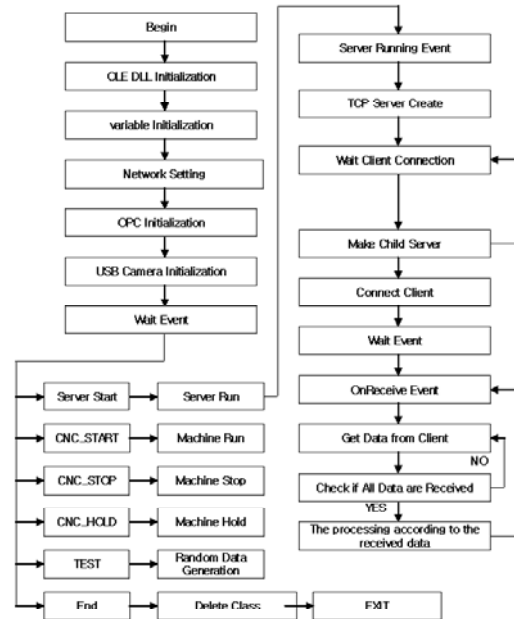 Begin
OLE DLL Initialization
variable Initialization
Network Setting
OPC Initialization
USB Camera Initialization
Wait Event
Server Start
Server Run
CNC_START
Machine Run
CNC_STOP
Machine Stop
CNC_HOLD
Machine Hold
TEST
Random Data
Generation
End
Delete Class
EXIT
Server Running Event
TCP Server Create
Wait Client Connection
Make Child Server
Connect Client
Wait Event
OnReceive Event
Get Data from Client
NO
Check if All Data are Received
YES
The processing according to the
received data